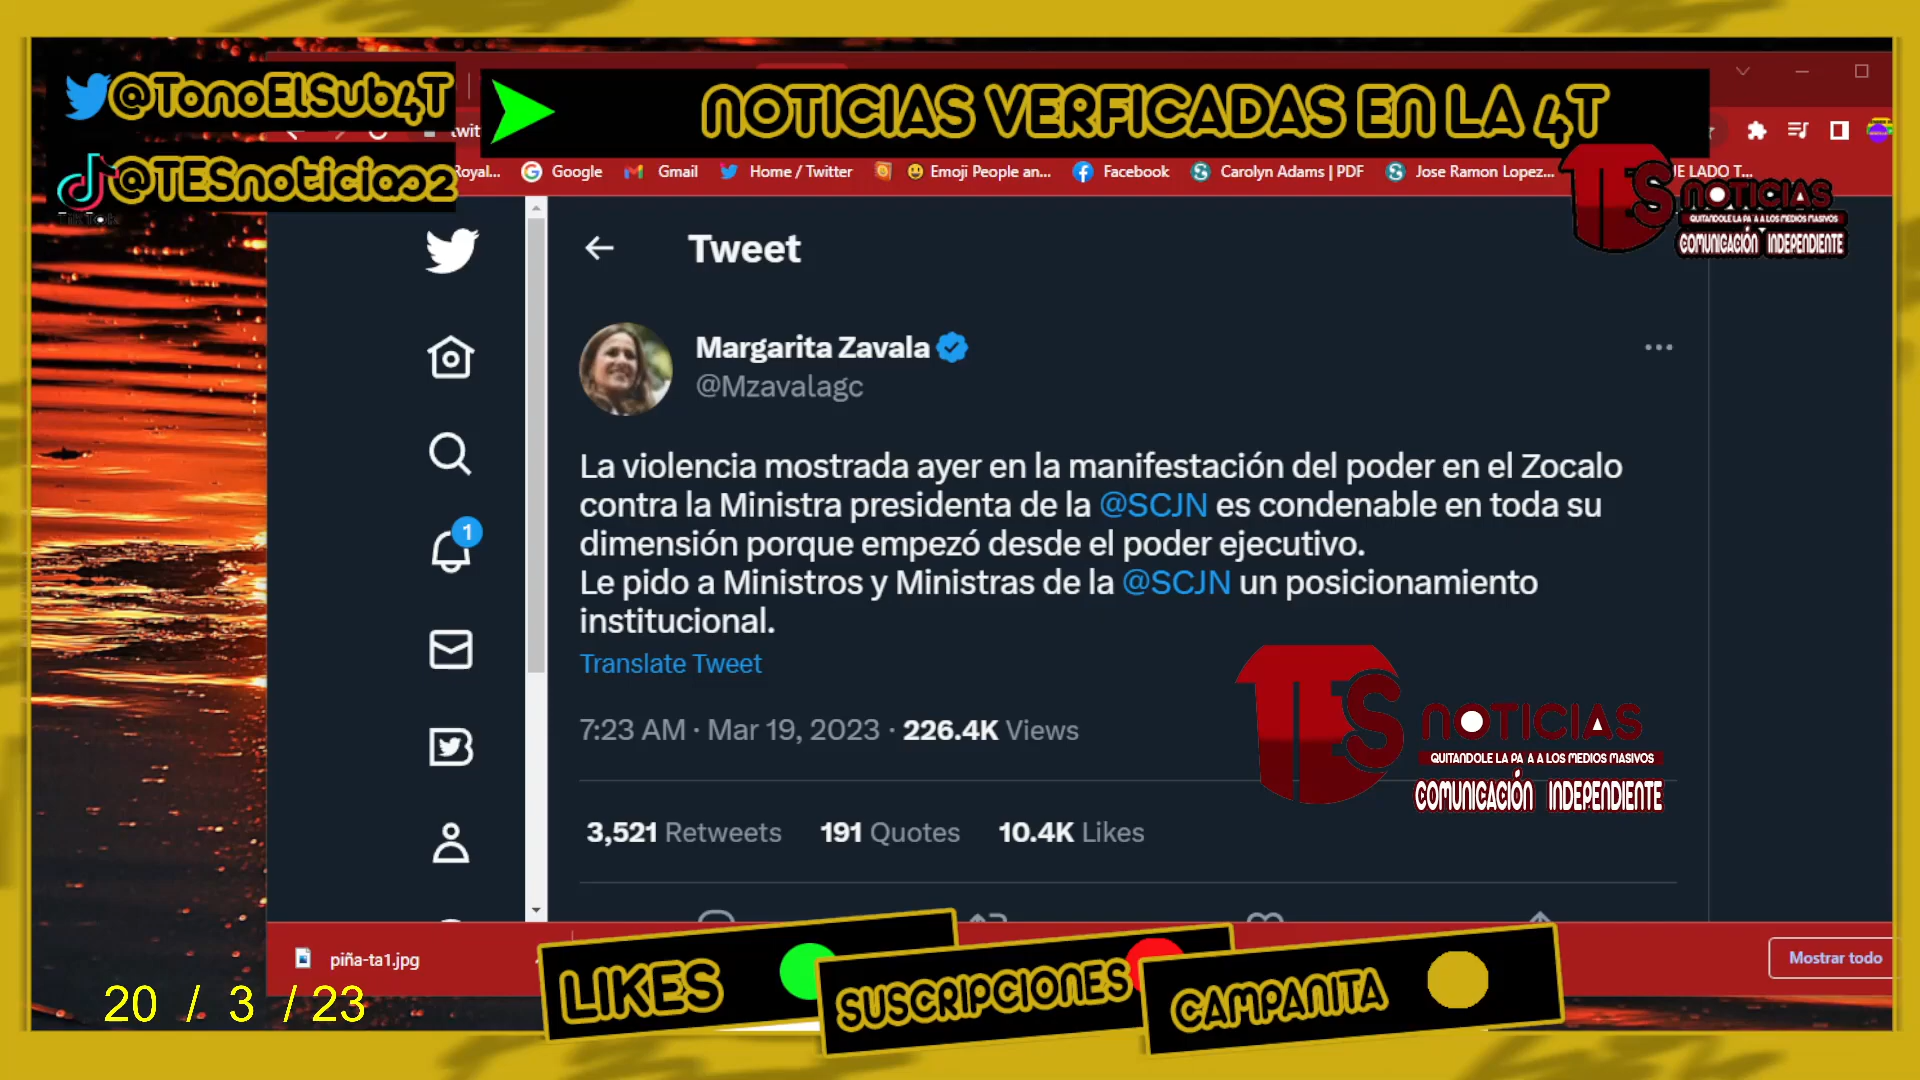 @TonoElSub4T
NOTICIAS VERFICADAS EN LA 4T
twit
@TESnoticias2
TikTok
Royal...
Google
Gmail
Home / Twitter
Emoji People an...
Facebook
Carolyn Adams | PDF
Jose Ramon Lopez...
E LADO T...
TES NOTICIAS
QUITANDOLE LA PA A A LOS MEDIOS MASIVOS
COMUNICACIÓN INDEPENDIENTE
Tweet
Margarita Zavala
@Mzavalagc
La violencia mostrada ayer en la manifestación del poder en el Zocalo
contra la Ministra presidenta de la @SCJN es condenable en toda su
dimensión porque empezó desde el poder ejecutivo.
Le pido a Ministros y Ministras de la @SCJN un posicionamiento
institucional.
Translate Tweet
7:23 AM · Mar 19, 2023 · 226.4K Views
TES NOTICIAS
QUITANDOLE LA PA A A LOS MEDIOS MASIVOS
COMUNICACIÓN INDEPENDIENTE
3,521 Retweets 191 Quotes 10.4K Likes
1
piña-ta1.jpg
Mostrar todo
20 / 3 / 23
LIKES
SUSCRIPCIONES
CAMPANITA